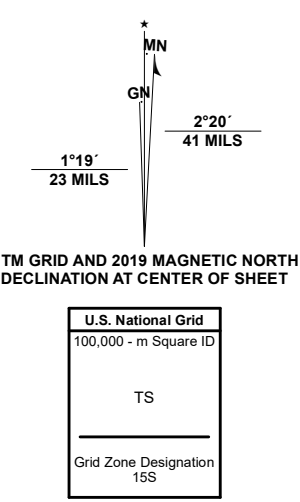 ★
MN
GN
2°20´
41 MILS
1°19´
23 MILS
TM GRID AND 2019 MAGNETIC NORTH
DECLINATION AT CENTER OF SHEET
U.S. National Grid
100,000 - m Square ID
TS
Grid Zone Designation
15S